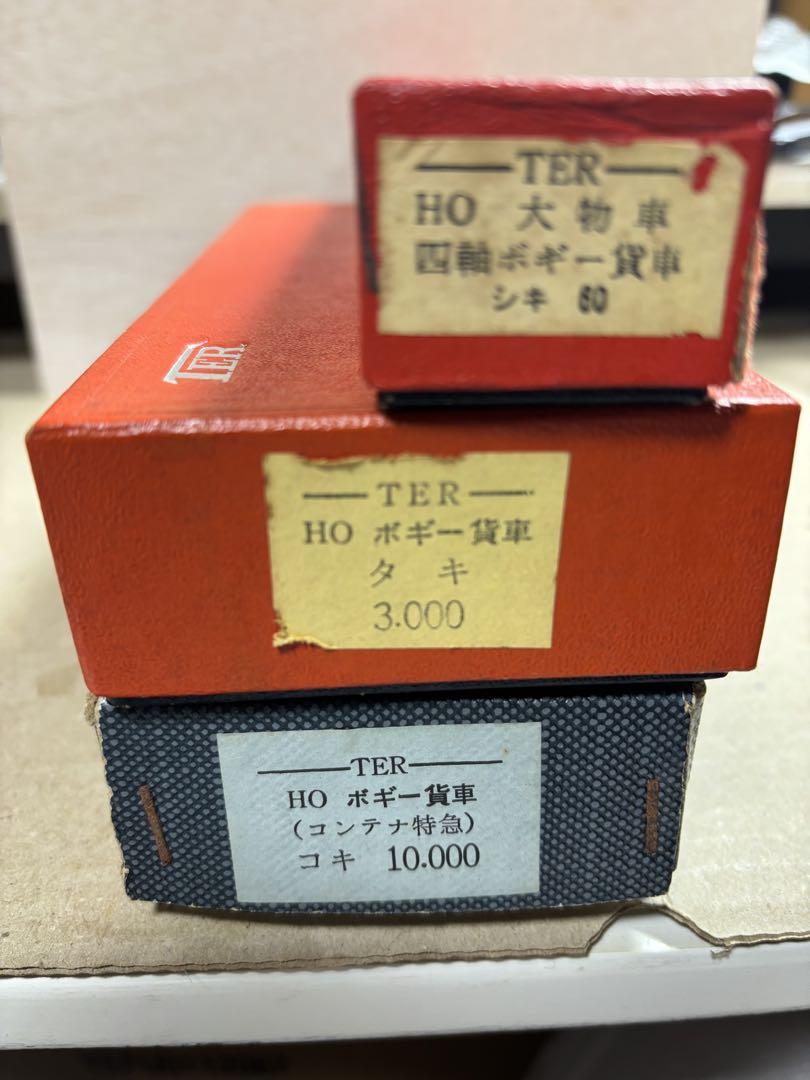 TER
HO 大物車
四軸ボギー貨車
シキ 60
TER
TER
HO ボギー貨車
タキ
3.000
TER
HO ボギー貨車
(コンテナ特急)
コキ 10.000